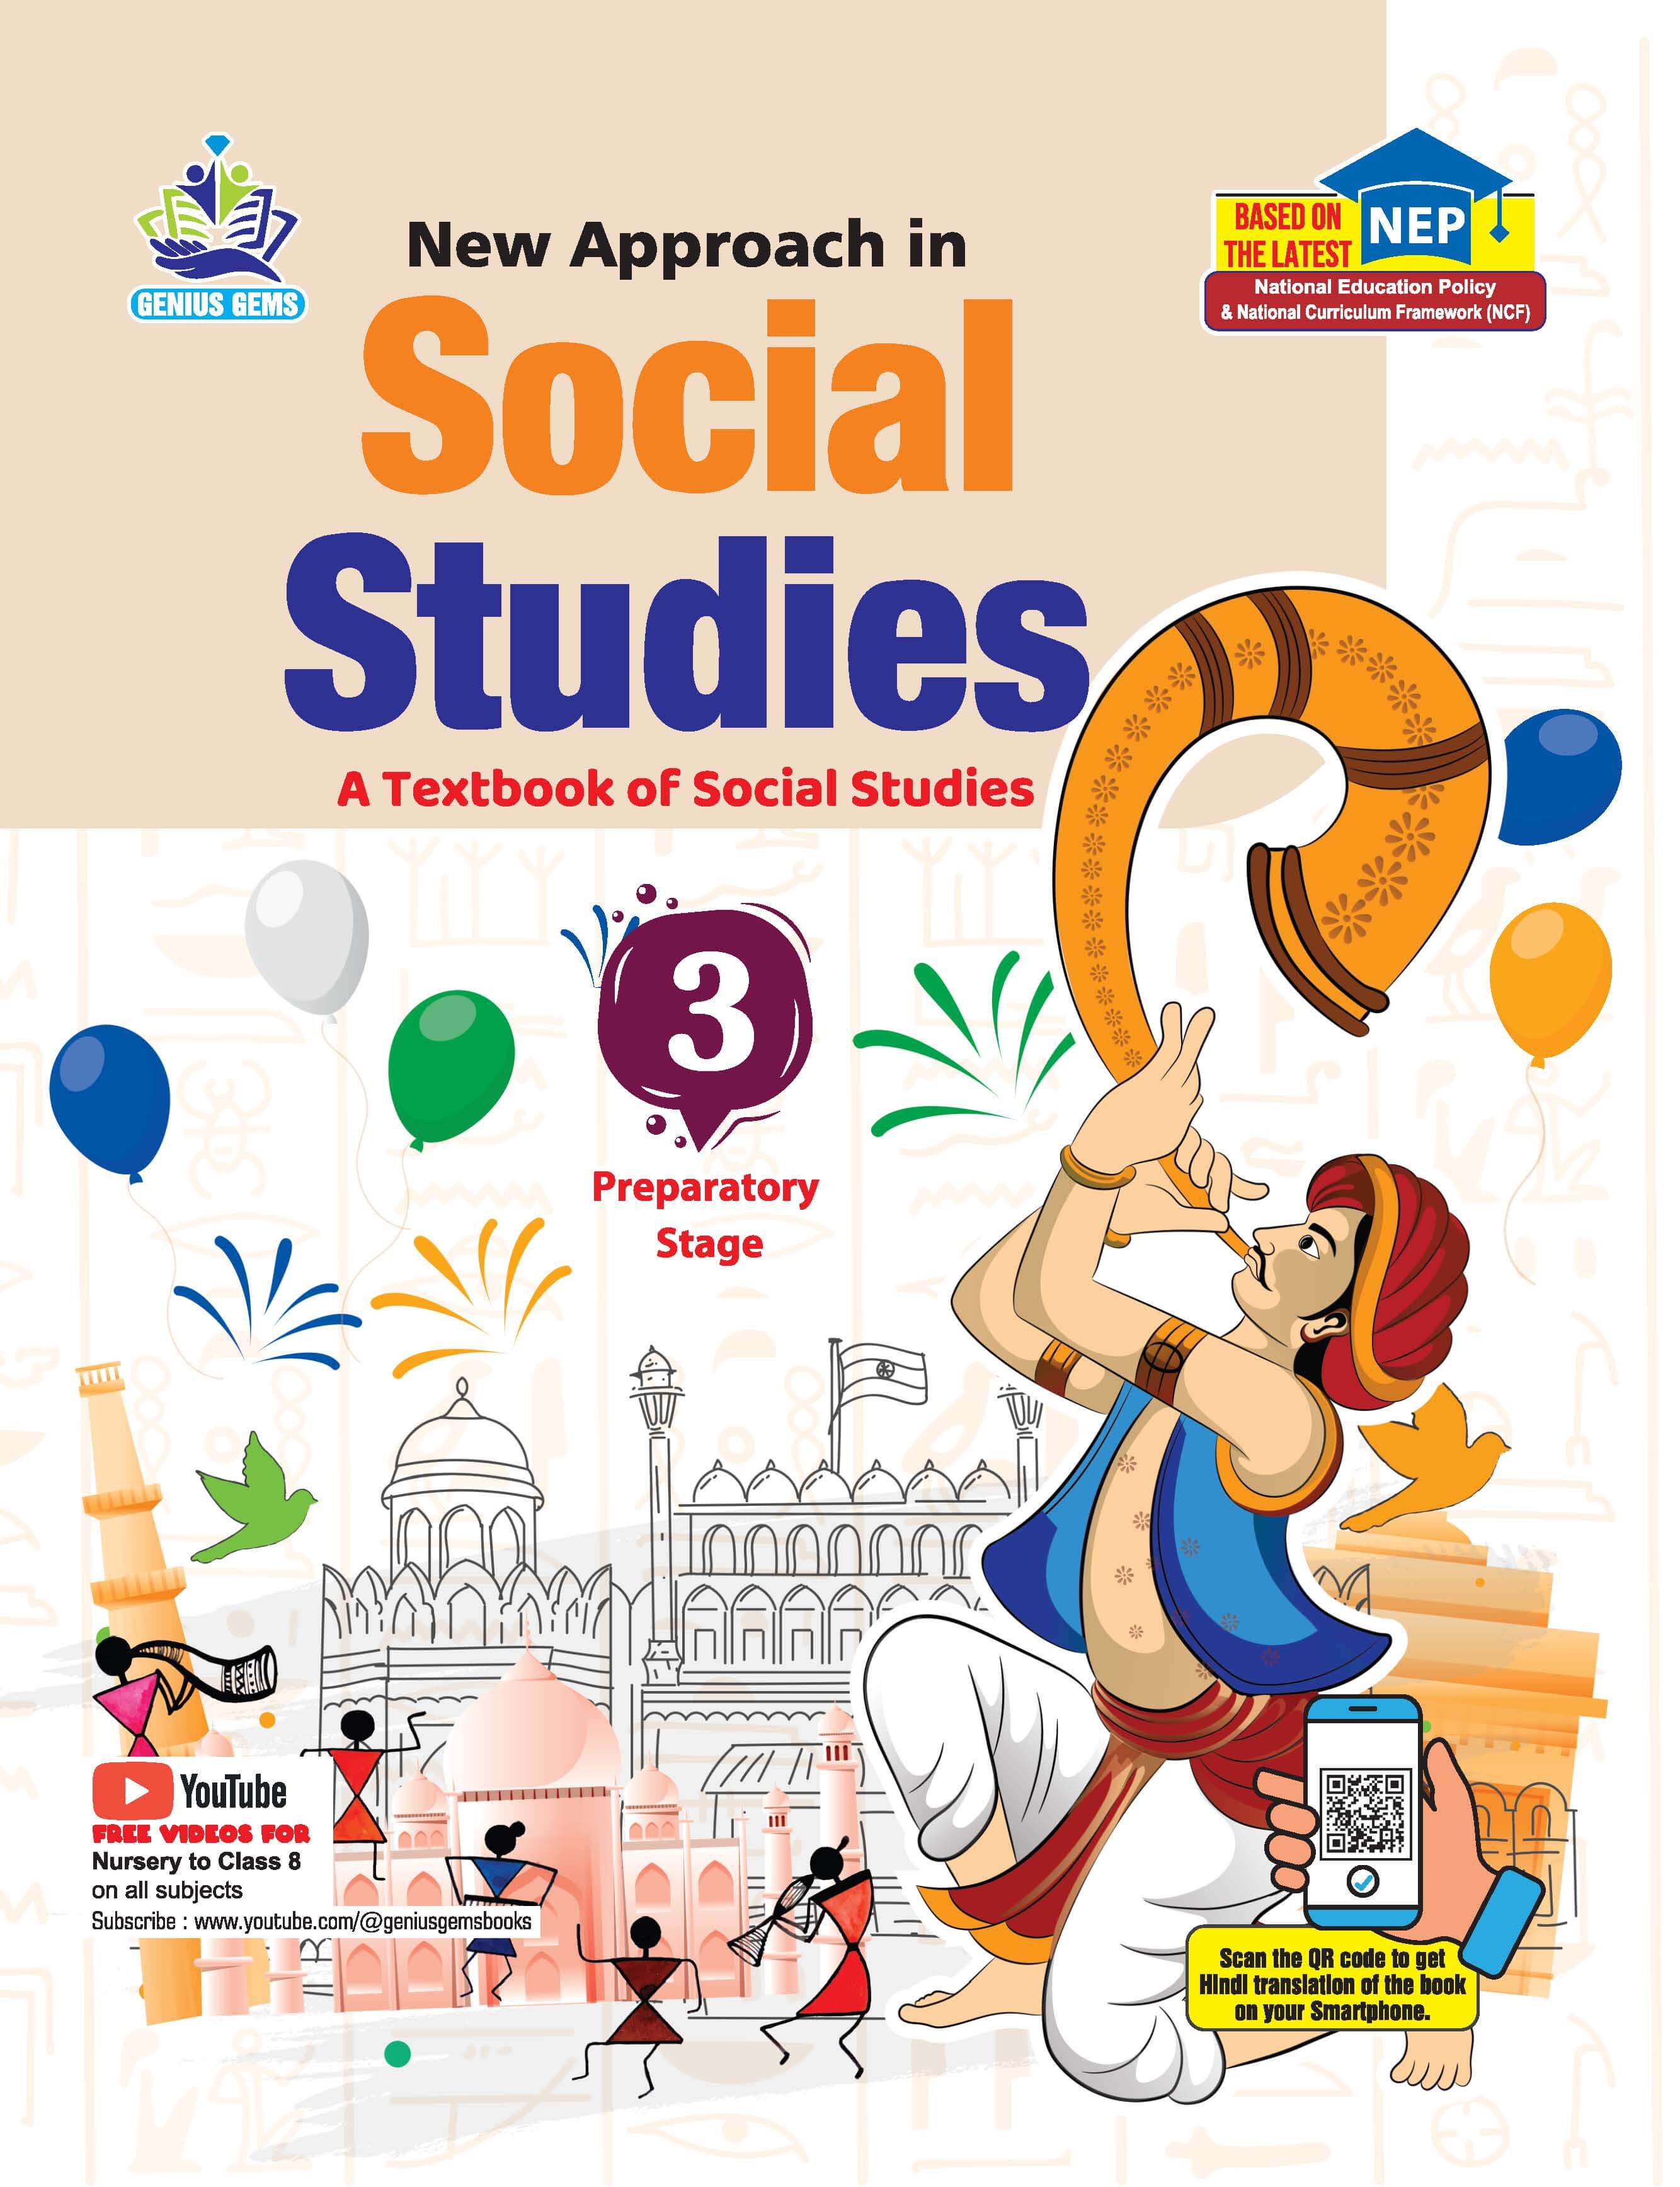 GENIUS GEMS
New Approach in
Social
Studies
A Textbook of Social Studies
BASED ON
THE LATEST
NEP
National Education Policy
& National Curriculum Framework (NCF)
3
Preparatory
Stage
YouTube
FREE VIDEOS FOR
Nursery to Class 8
on all subjects
Subscribe : www.youtube.com/@geniusgemsbooks
Scan the QR code to get
Hindi translation of the book
on your Smartphone.